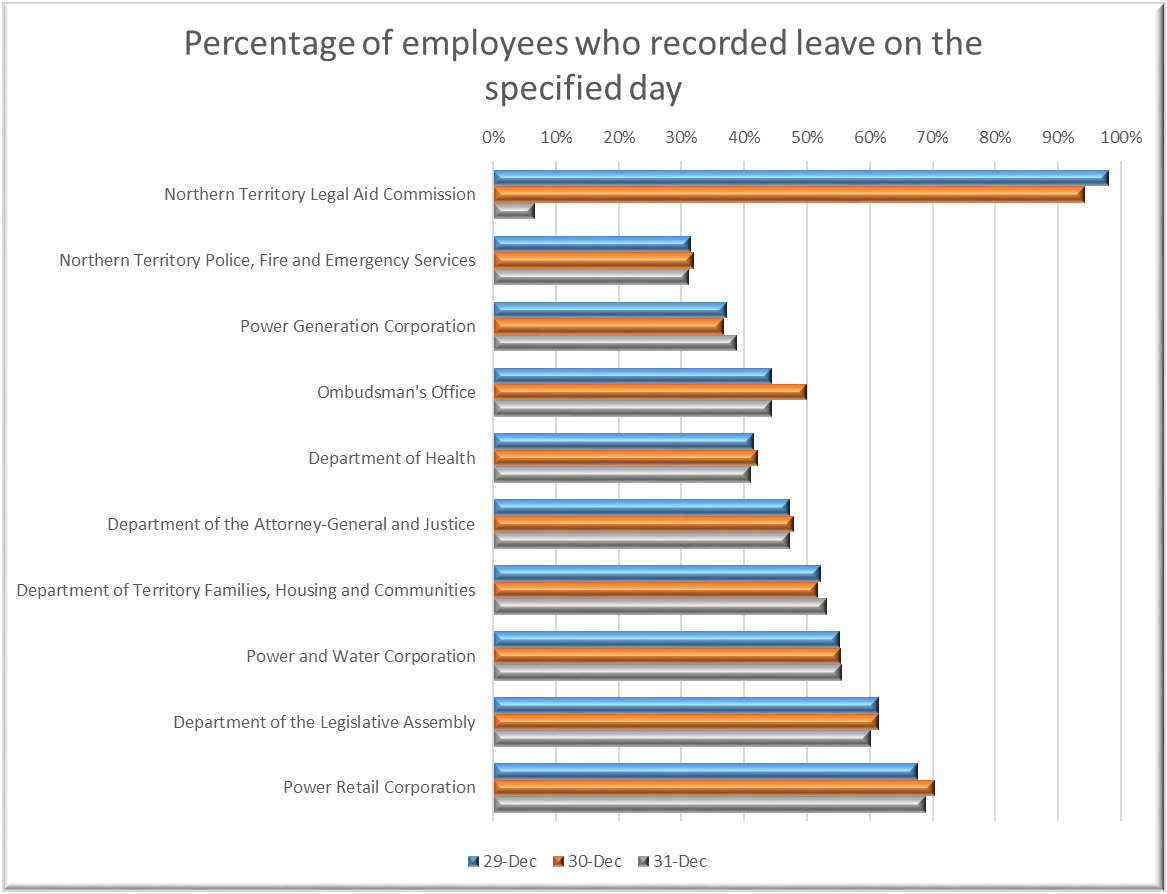 Percentage of employees who recorded leave on the
specified day
0% 10% 20% 30% 40% 50% 60% 70% 80% 90% 100%
Northern Territory Legal Aid Commission
Northern Territory Police, Fire and Emergency Services
Power Generation Corporation
Ombudsman's Office
Department of Health
Department of the Attorney-General and Justice
Department of Territory Families, Housing and Communities
Power and Water Corporation
Department of the Legislative Assembly
Power Retail Corporation
29-Dec 30-Dec 31-Dec